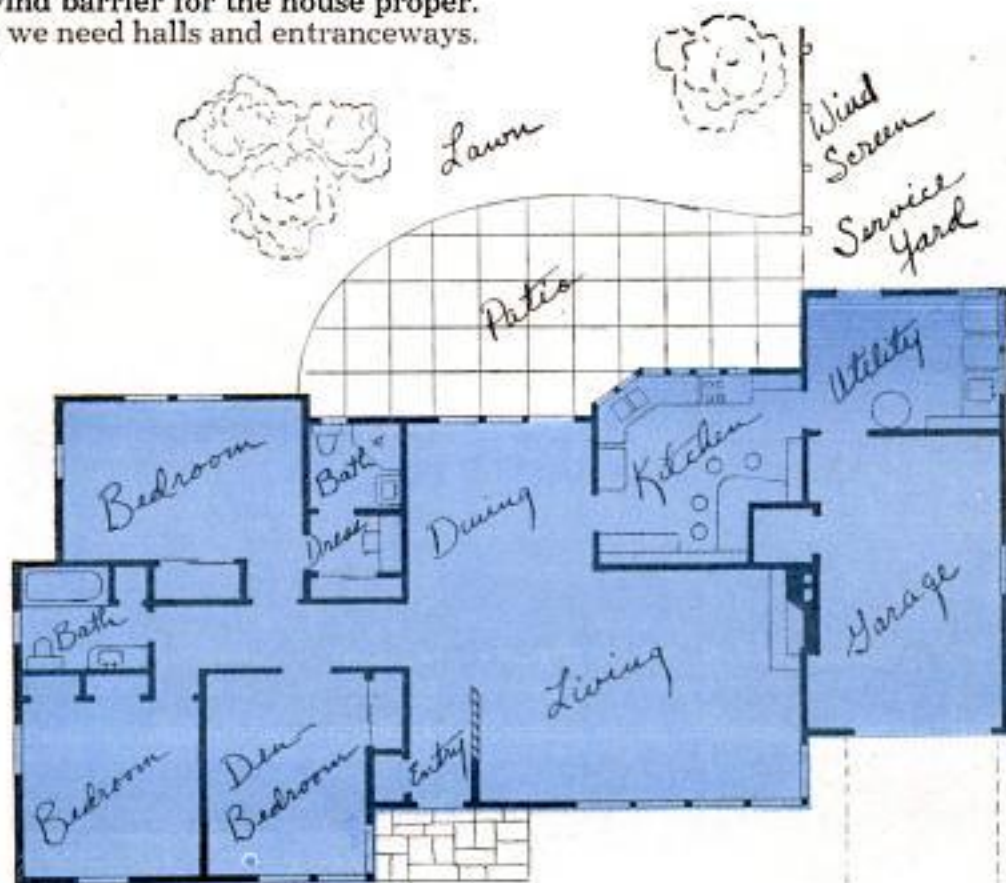 wind barrier for the house proper.
we need halls and entranceways.
Lawn
Wind
Screen
Service
Yard
Patio
Utility
Bedroom
Bath
Kitchen
Dining
Dress
Bath
Garage
Living
Entry
Den
Bedroom
Bedroom